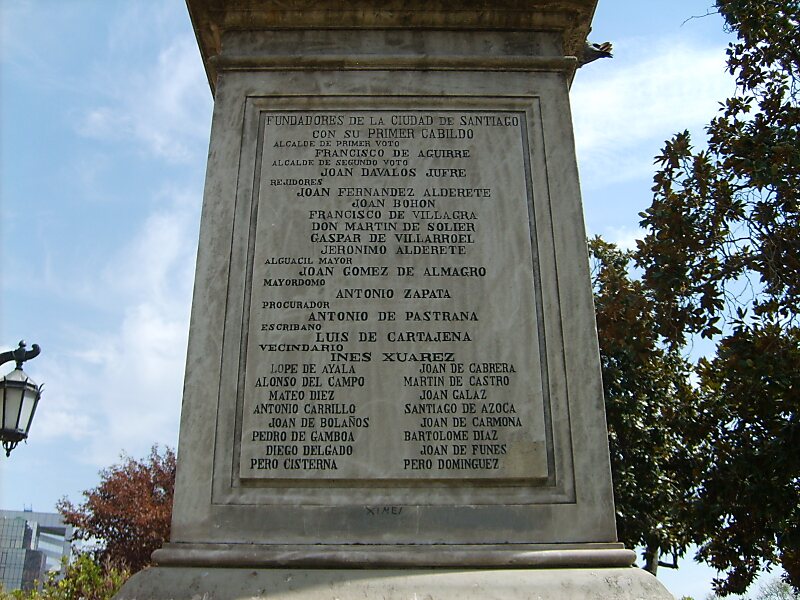 FUNDADORES DE LA CIUDAD DE SANTIAGO
CON SU PRIMER CABILDO
ALCALDE DE PRIMER VOTO
FRANCISCO DE AGUIRRE
ALCALDE DE SEGUNDO VOTO
JOAN DAVALOS JUFRE
REJIDORES
JOAN FERNANDEZ ALDERETE
JOAN BOHON
FRANCISCO DE VILLAGRA
DON MARTIN DE SOLIER
GASPAR DE VILLARROEL
JERONIMO ALDERETE
ALGUACIL MAYOR
JOAN GOMEZ DE ALMAGRO
MAYORDOMO
ANTONIO ZAPATA
PROCURADOR
ANTONIO DE PASTRANA
ESCRIBANO
LUIS DE CARTAJENA
VECINDARIO
INES XUAREZ
LOPE DE AYALA JOAN DE CABRERA
ALONSO DEL CAMPO MARTIN DE CASTRO
MATEO DIEZ JOAN GALAZ
ANTONIO CARRILLO SANTIAGO DE AZOCA
JOAN DE BOLAÑOS JOAN DE CARMONA
PEDRO DE GAMBOA BARTOLOME DIAZ
DIEGO DELGADO JOAN DE FUNES
PERO CISTERNA PERO DOMINGUEZ